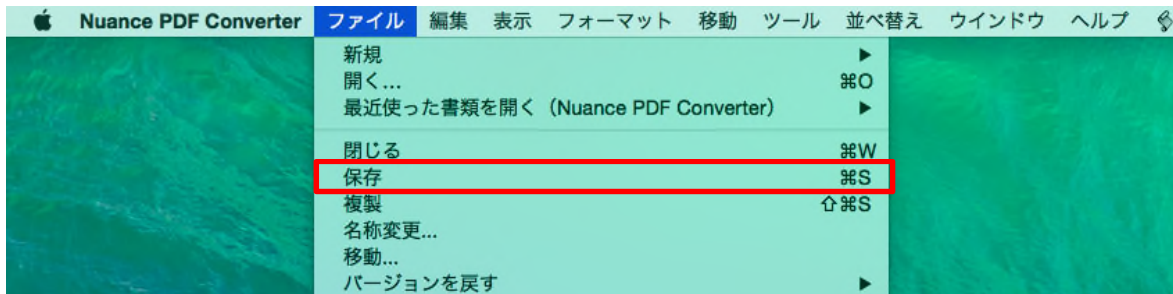 Nuance PDF Converter ファイル 編集 表示 フォーマット 移動 ツール 並べ替え ウインドウ ヘルプ
新規 ▶
開く... ⌘O
最近使った書類を開く（Nuance PDF Converter） ▶
閉じる ⌘W
保存 ⌘S
複製 ⇧⌘S
名称変更...
移動...
バージョンを戻す ▶